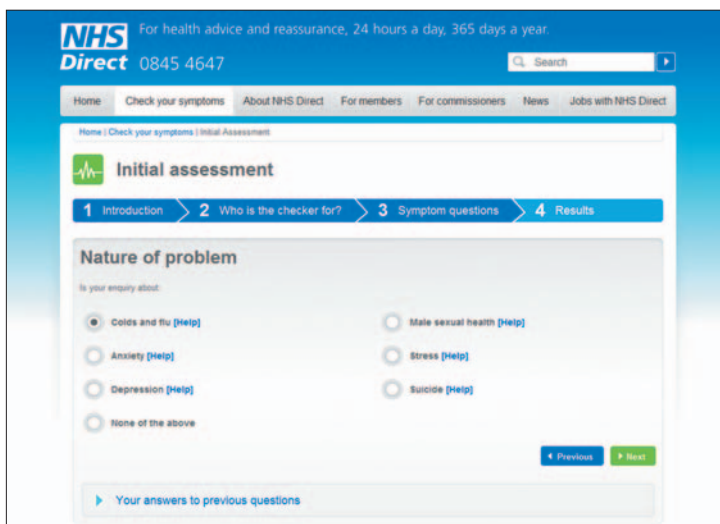 For health advice and reassurance, 24 hours a day, 365 days a year.
NHS
Direct 0845 4647
Search
Home Check your symptoms About NHS Direct For members For commissioners News Jobs with NHS Direct
Home | Check your symptoms | Initial Assessment
Initial assessment
1 Introduction 2 Who is the checker for? 3 Symptom questions 4 Results
Nature of problem
Is your enquiry about:
Colds and flu [Help] Male sexual health [Help]
Anxiety [Help] Stress [Help]
Depression [Help] Suicide [Help]
None of the above
Previous Next
Your answers to previous questions